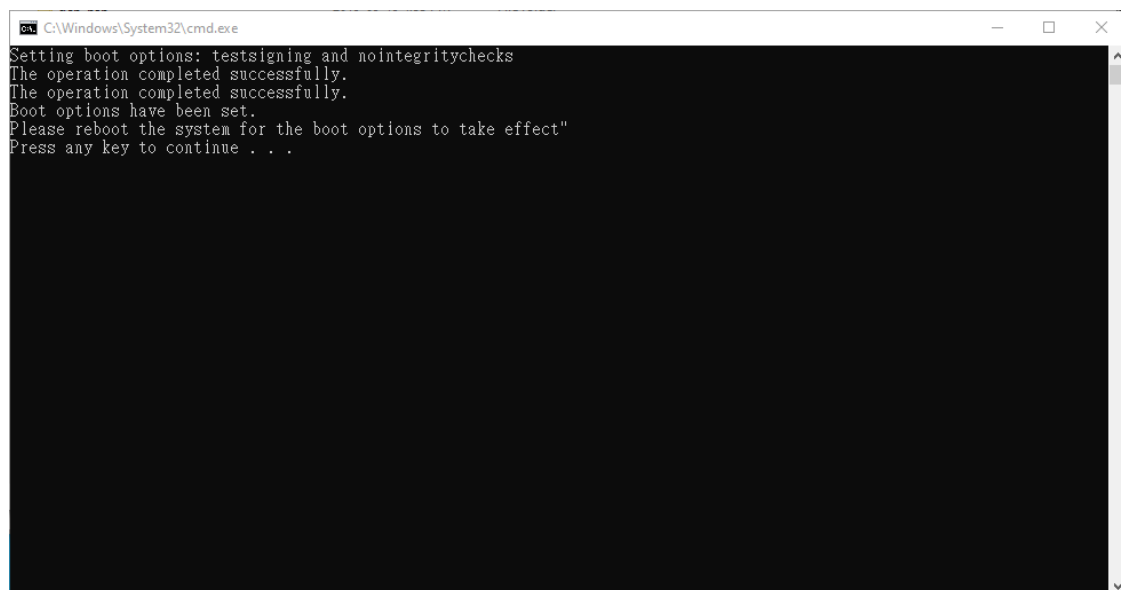 C:\Windows\System32\cmd.exe
Setting boot options: testsigning and nointegritychecks
The operation completed successfully.
The operation completed successfully.
Boot options have been set.
Please reboot the system for the boot options to take effect"
Press any key to continue . . .